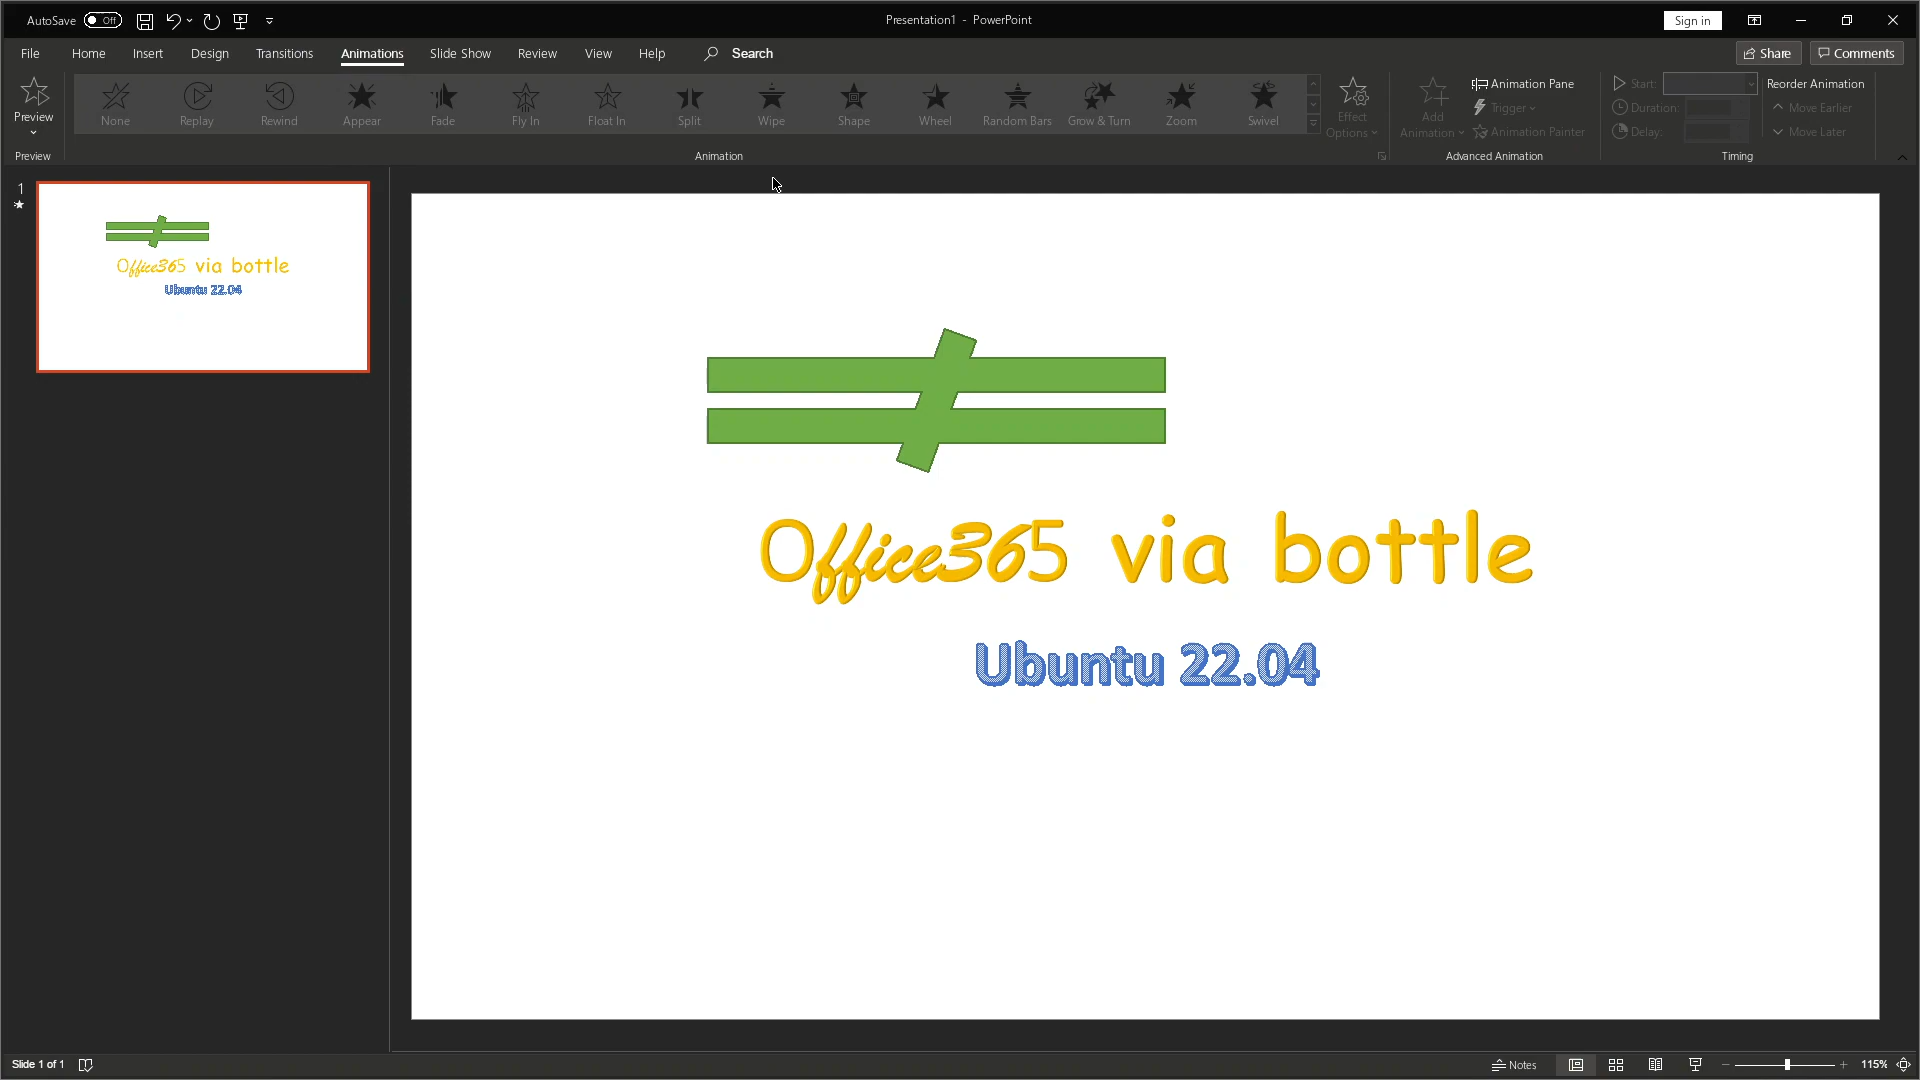 AutoSave Off
Presentation1 - PowerPoint
Sign in
File Home Insert Design Transitions Animations Slide Show Review View Help Search
Share Comments
Preview
None Replay Rewind Appear Fade Fly In Float In Split Wipe Shape Wheel Random Bars Grow & Turn Zoom Swivel
Effect Options
Add Animation
Animation Pane
Trigger
Animation Painter
Start:
Duration:
Delay:
Reorder Animation
Move Earlier
Move Later
Preview Animation Advanced Animation Timing
1
Office365 via bottle
Ubuntu 22.04
Office365 via bottle
Ubuntu 22.04
Slide 1 of 1
Notes
115%